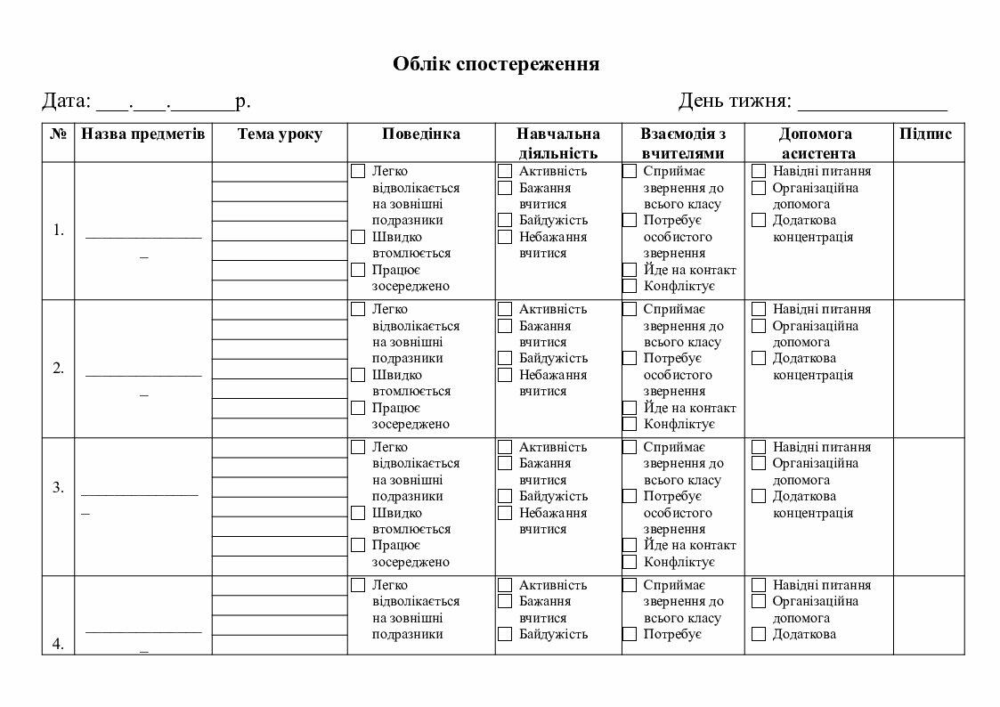 Облік спостереження
Дата: ___.___.______р. День тижня: ______________
№ Назва предметів Тема уроку Поведінка Навчальна діяльність Взаємодія з вчителями Допомога асистента Підпис
1.
_______________
_
Легко
відволікається
на зовнішні
подразники
Швидко
втомлюється
Працює
зосереджено
Активність
Бажання
вчитися
Байдужість
Небажання
вчитися
Сприймає
звернення до
всього класу
Потребує
особистого
звернення
Йде на контакт
Конфліктує
Навідні питання
Організаційна
допомога
Додаткова
концентрація
2.
_______________
_
Легко
відволікається
на зовнішні
подразники
Швидко
втомлюється
Працює
зосереджено
Активність
Бажання
вчитися
Байдужість
Небажання
вчитися
Сприймає
звернення до
всього класу
Потребує
особистого
звернення
Йде на контакт
Конфліктує
Навідні питання
Організаційна
допомога
Додаткова
концентрація
3.
_______________
_
Легко
відволікається
на зовнішні
подразники
Швидко
втомлюється
Працює
зосереджено
Активність
Бажання
вчитися
Байдужість
Небажання
вчитися
Сприймає
звернення до
всього класу
Потребує
особистого
звернення
Йде на контакт
Конфліктує
Навідні питання
Організаційна
допомога
Додаткова
концентрація
4.
_______________
_
Легко
відволікається
на зовнішні
подразники
Активність
Бажання
вчитися
Байдужість
Сприймає
звернення до
всього класу
Потребує
Навідні питання
Організаційна
допомога
Додаткова